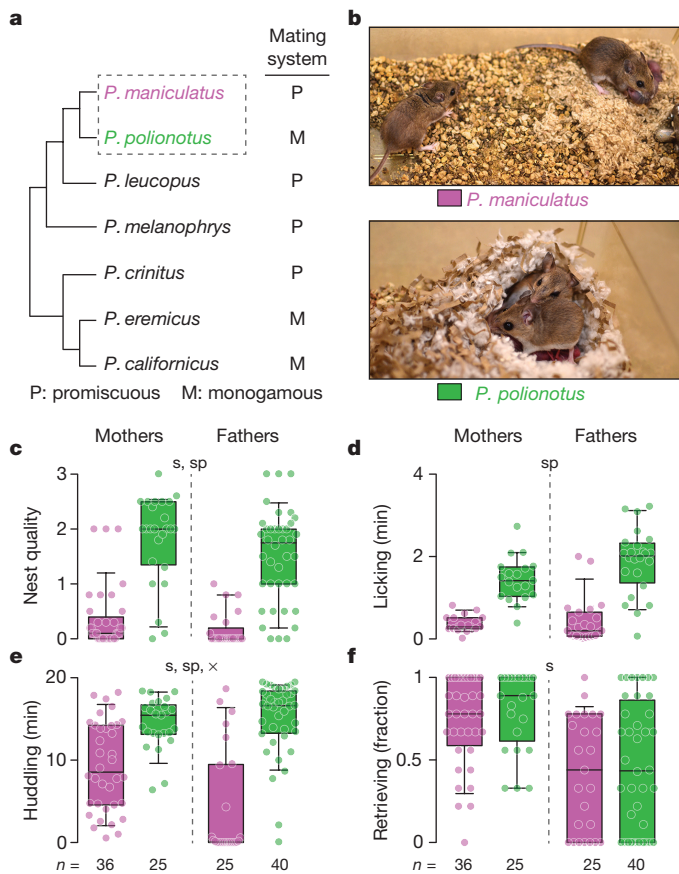 a
Mating
system
P. maniculatus P
P. polionotus M
P. leucopus P
P. melanophrys P
P. crinitus P
P. eremicus M
P. californicus M
P: promiscuous M: monogamous
b
P. maniculatus
P. polionotus
Mothers Fathers
c
s, sp
Nest quality
3
2
1
0
Mothers Fathers
d
sp
Licking (min)
4
2
0
e
s, sp, ×
Huddling (min)
20
10
0
n = 36 25 25 40
f
s
Retrieving (fraction)
1
0.5
0
36 25 25 40